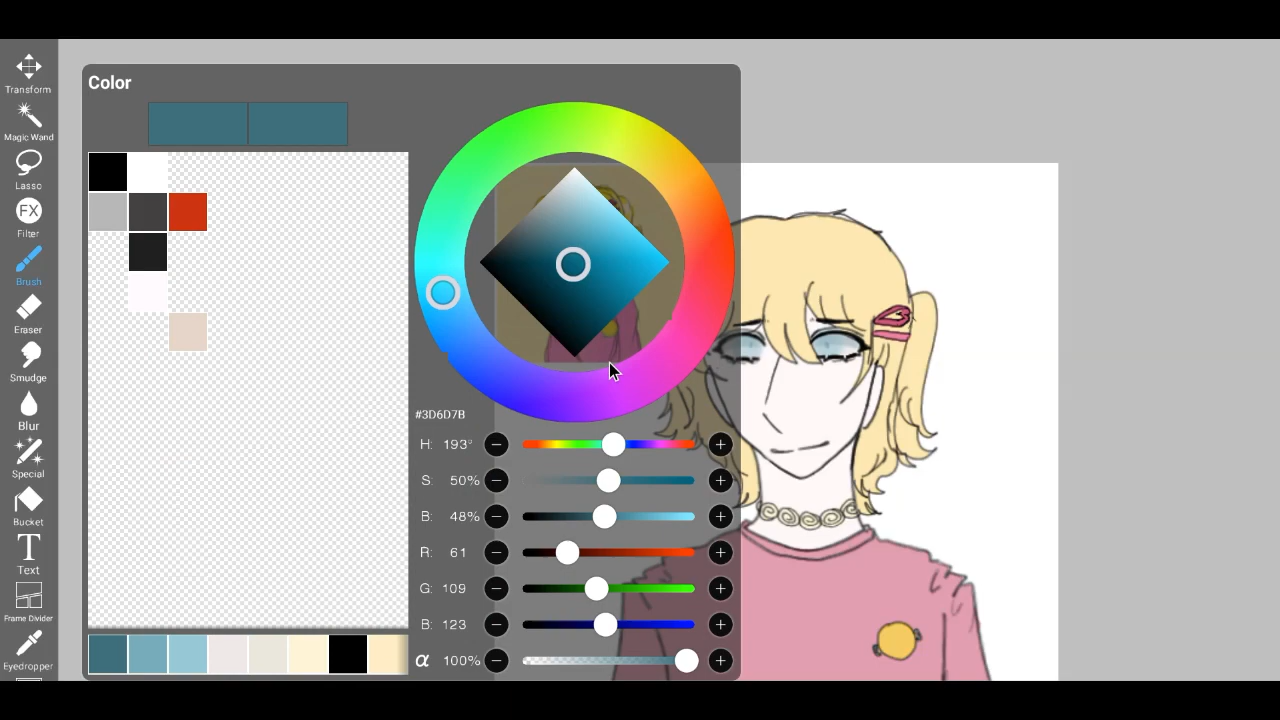 Color
Transform
Magic Wand
Lasso
FX
Filter
Brush
Eraser
Smudge
Blur
Special
Bucket
T
Text
Frame Divider
Eyedropper
#3D6D7B
H: 193°
S: 50%
B: 48%
R: 61
G: 109
B: 123
α 100%